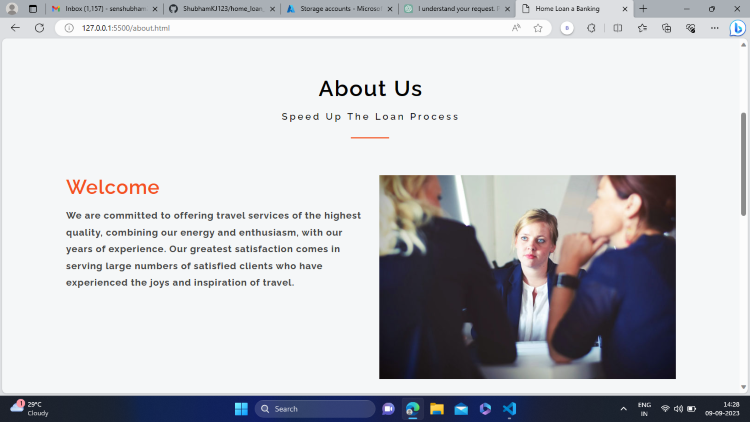 Inbox (1,157) - senshubham
ShubhamKJ123/home_loan_
Storage accounts - Microsof
I understand your request. F
Home Loan a Banking
127.0.0.1:5500/about.html
About Us
Speed Up The Loan Process
Welcome
We are committed to offering travel services of the highest
quality, combining our energy and enthusiasm, with our
years of experience. Our greatest satisfaction comes in
serving large numbers of satisfied clients who have
experienced the joys and inspiration of travel.
1
29°C
Cloudy
Search
ENG
IN
14:28
09-09-2023